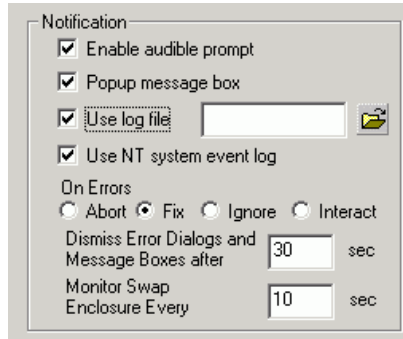 Notification
Enable audible prompt
Popup message box
Use log file
Use NT system event log
On Errors
Abort Fix Ignore Interact
Dismiss Error Dialogs and
Message Boxes after 30 sec
Monitor Swap
Enclosure Every 10 sec